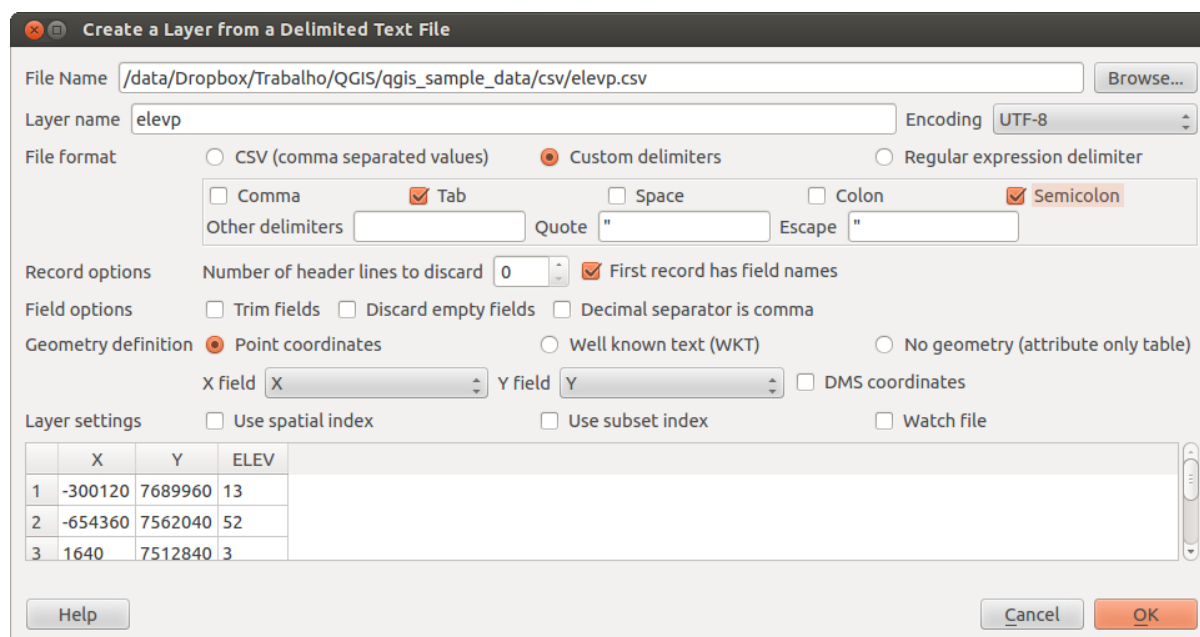 Create a Layer from a Delimited Text File
File Name /data/Dropbox/Trabalho/QGIS/qgis_sample_data/csv/elevp.csv Browse...
Layer name elevp Encoding UTF-8
File format CSV (comma separated values) Custom delimiters Regular expression delimiter
Comma Tab Space Colon Semicolon
Other delimiters Quote " Escape "
Record options Number of header lines to discard 0 First record has field names
Field options Trim fields Discard empty fields Decimal separator is comma
Geometry definition Point coordinates Well known text (WKT) No geometry (attribute only table)
X field X Y field Y DMS coordinates
Layer settings Use spatial index Use subset index Watch file
X Y ELEV
1 -300120 7689960 13
2 -654360 7562040 52
3 1640 7512840 3
Help Cancel OK